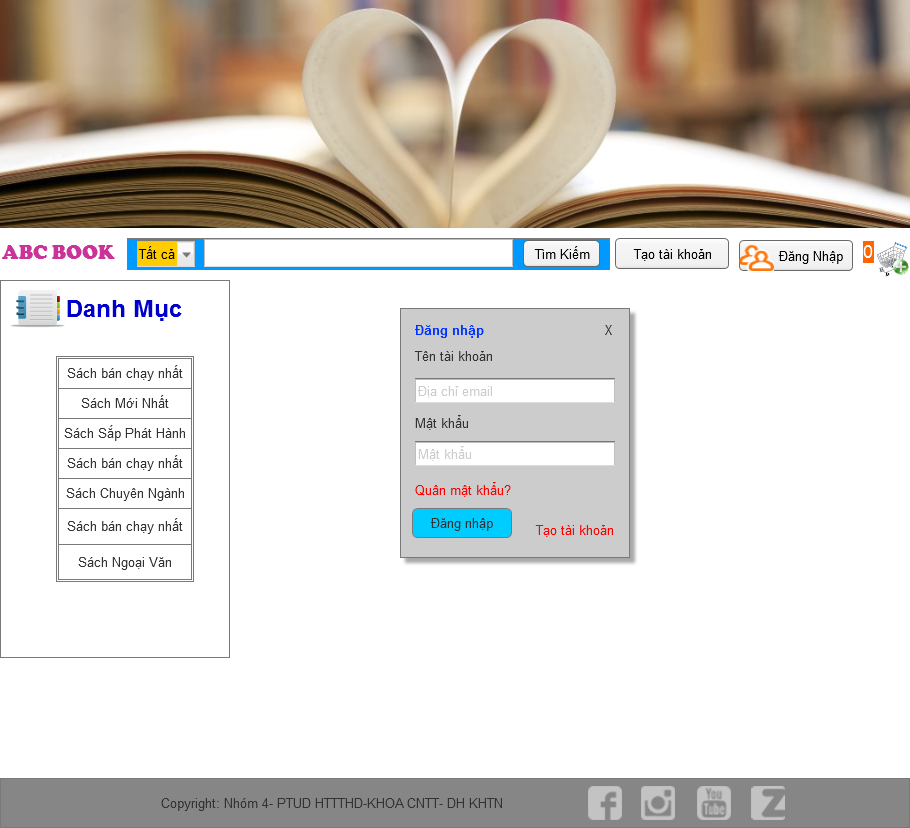 ABC BOOK
Tất cả
Tìm Kiếm
Tạo tài khoản
Đăng Nhập
0
Danh Mục
Sách bán chạy nhất
Sách Mới Nhất
Sách Sắp Phát Hành
Sách bán chạy nhất
Sách Chuyên Ngành
Sách bán chạy nhất
Sách Ngoại Văn
Đăng nhập X
Tên tài khoản
Địa chỉ email
Mật khẩu
Mật khẩu
Quân mật khẩu?
Đăng nhập
Tạo tài khoản
Copyright: Nhóm 4- PTUD HTTTHD-KHOA CNTT- DH KHTN
You
Tube